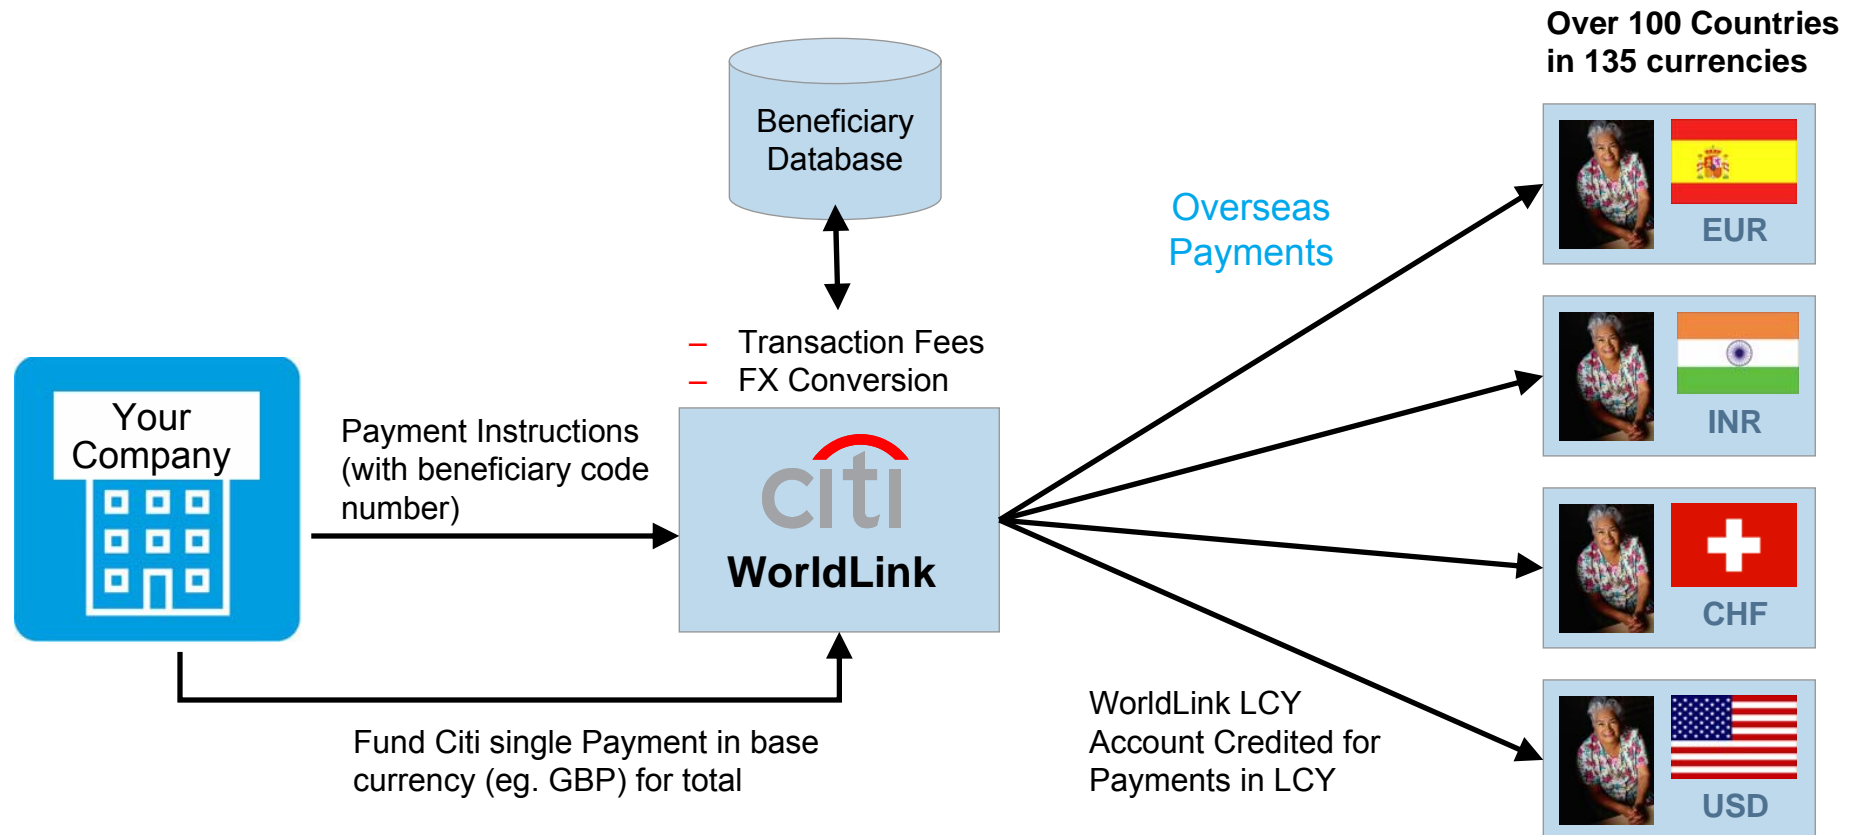 Over 100 Countries
in 135 currencies
Beneficiary
Database
Overseas
Payments
EUR
– Transaction Fees
– FX Conversion
INR
Your
Company
Payment Instructions
(with beneficiary code
number)
citi
WorldLink
CHF
Fund Citi single Payment in base
currency (eg. GBP) for total
WorldLink LCY
Account Credited for
Payments in LCY
USD